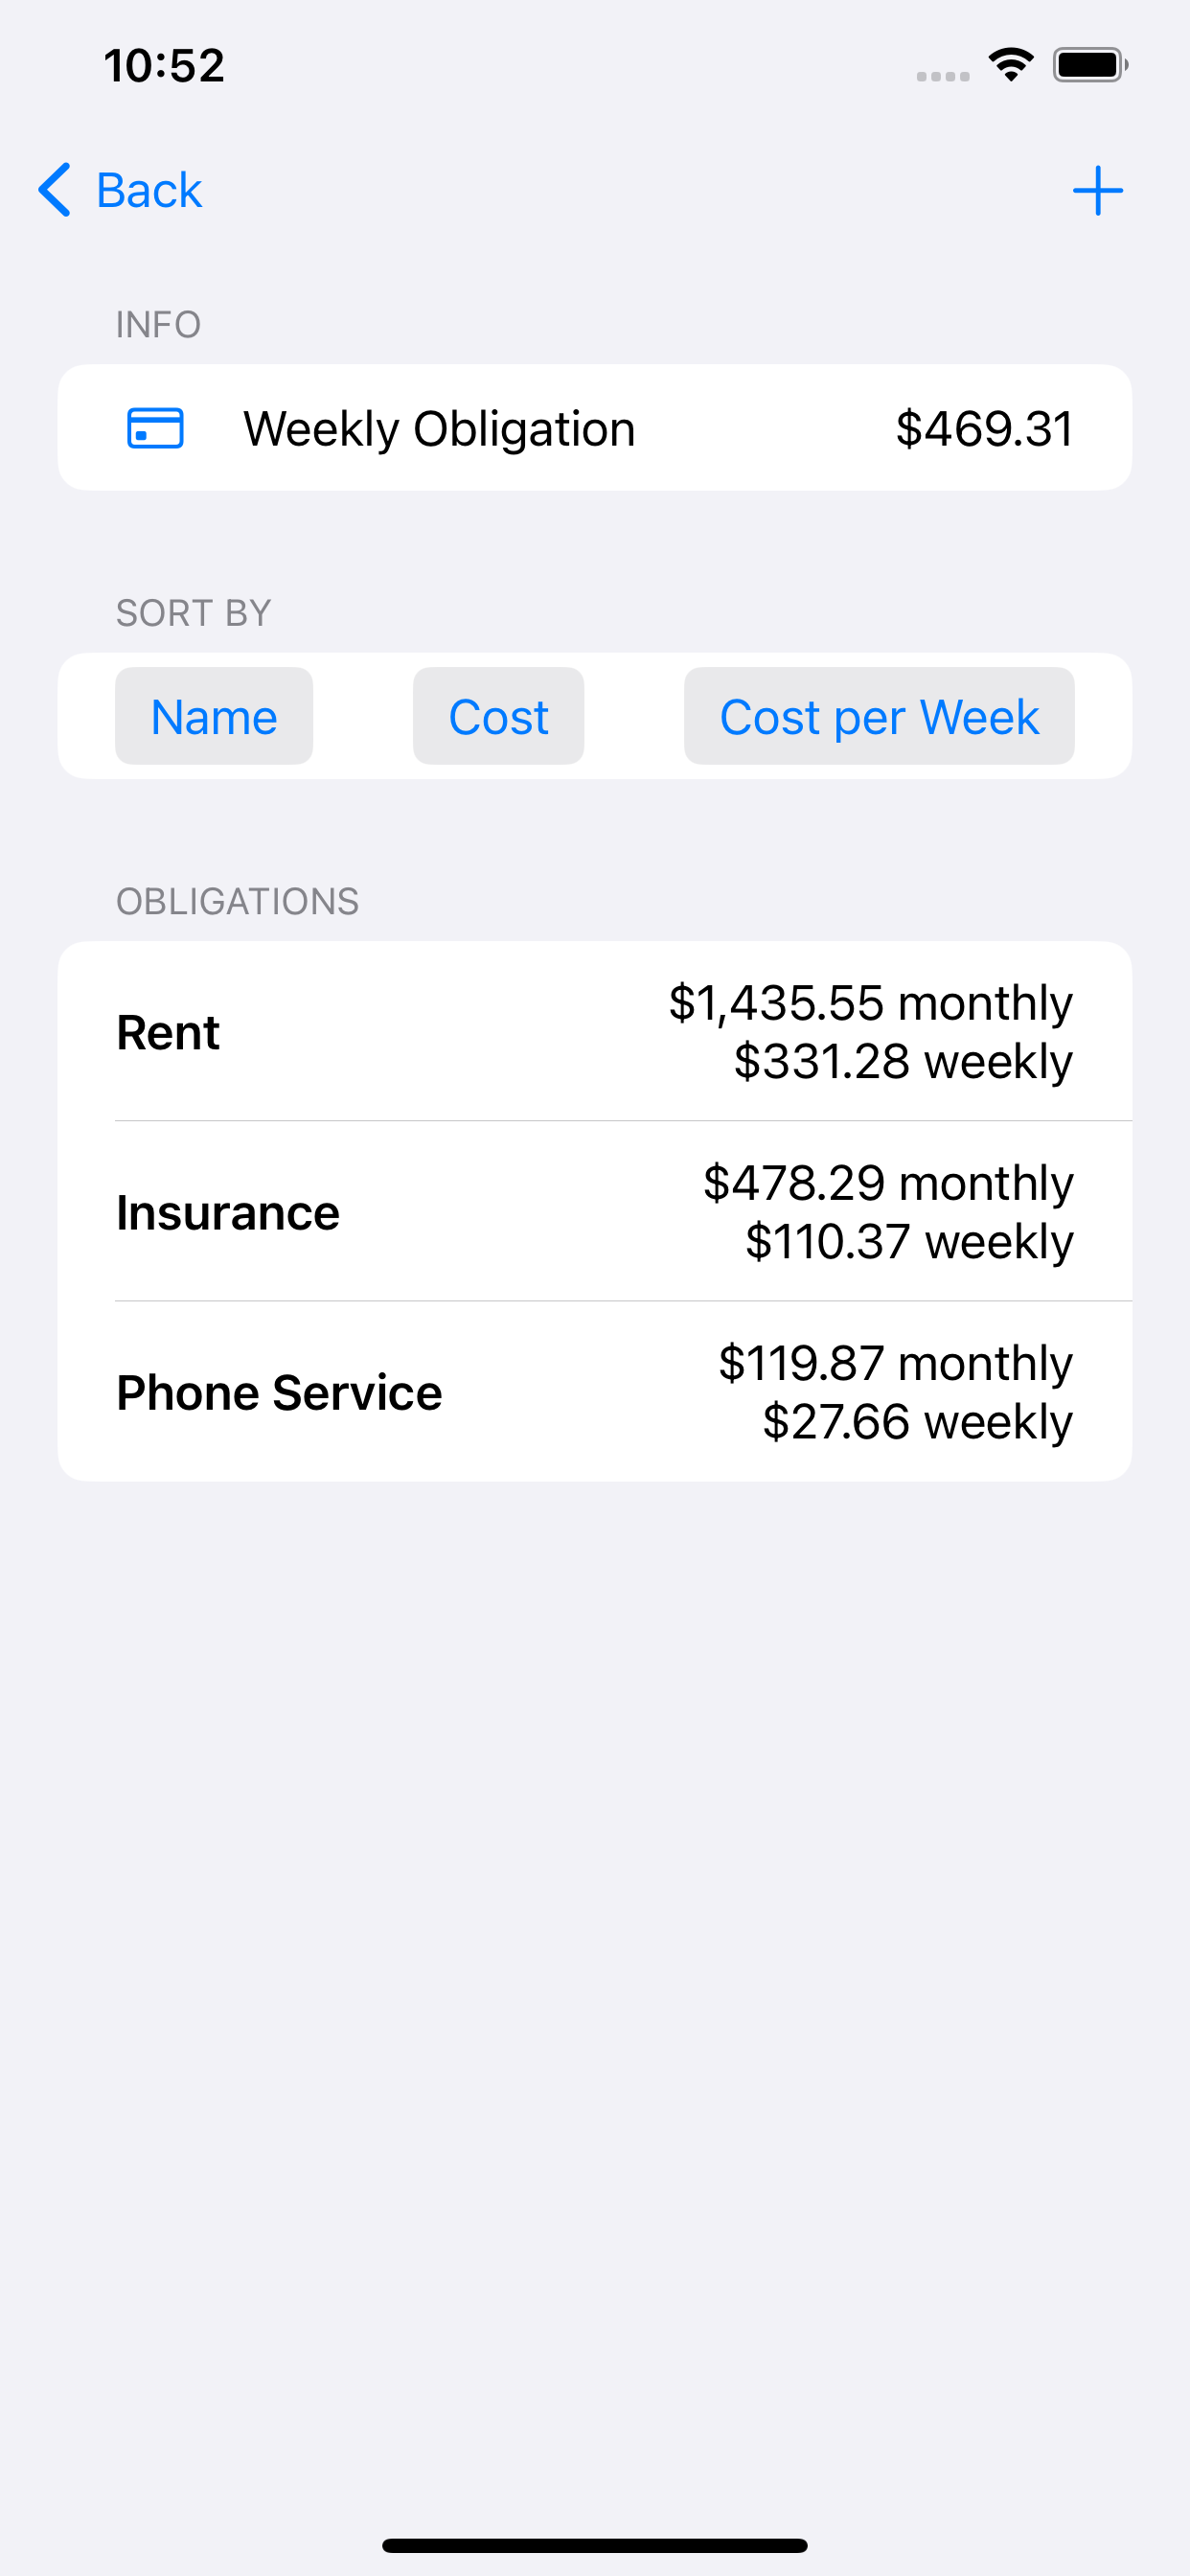 10:52
Back
INFO
Weekly Obligation $469.31
SORT BY
Name Cost Cost per Week
OBLIGATIONS
Rent
$1,435.55 monthly
$331.28 weekly
Insurance
$478.29 monthly
$110.37 weekly
Phone Service
$119.87 monthly
$27.66 weekly